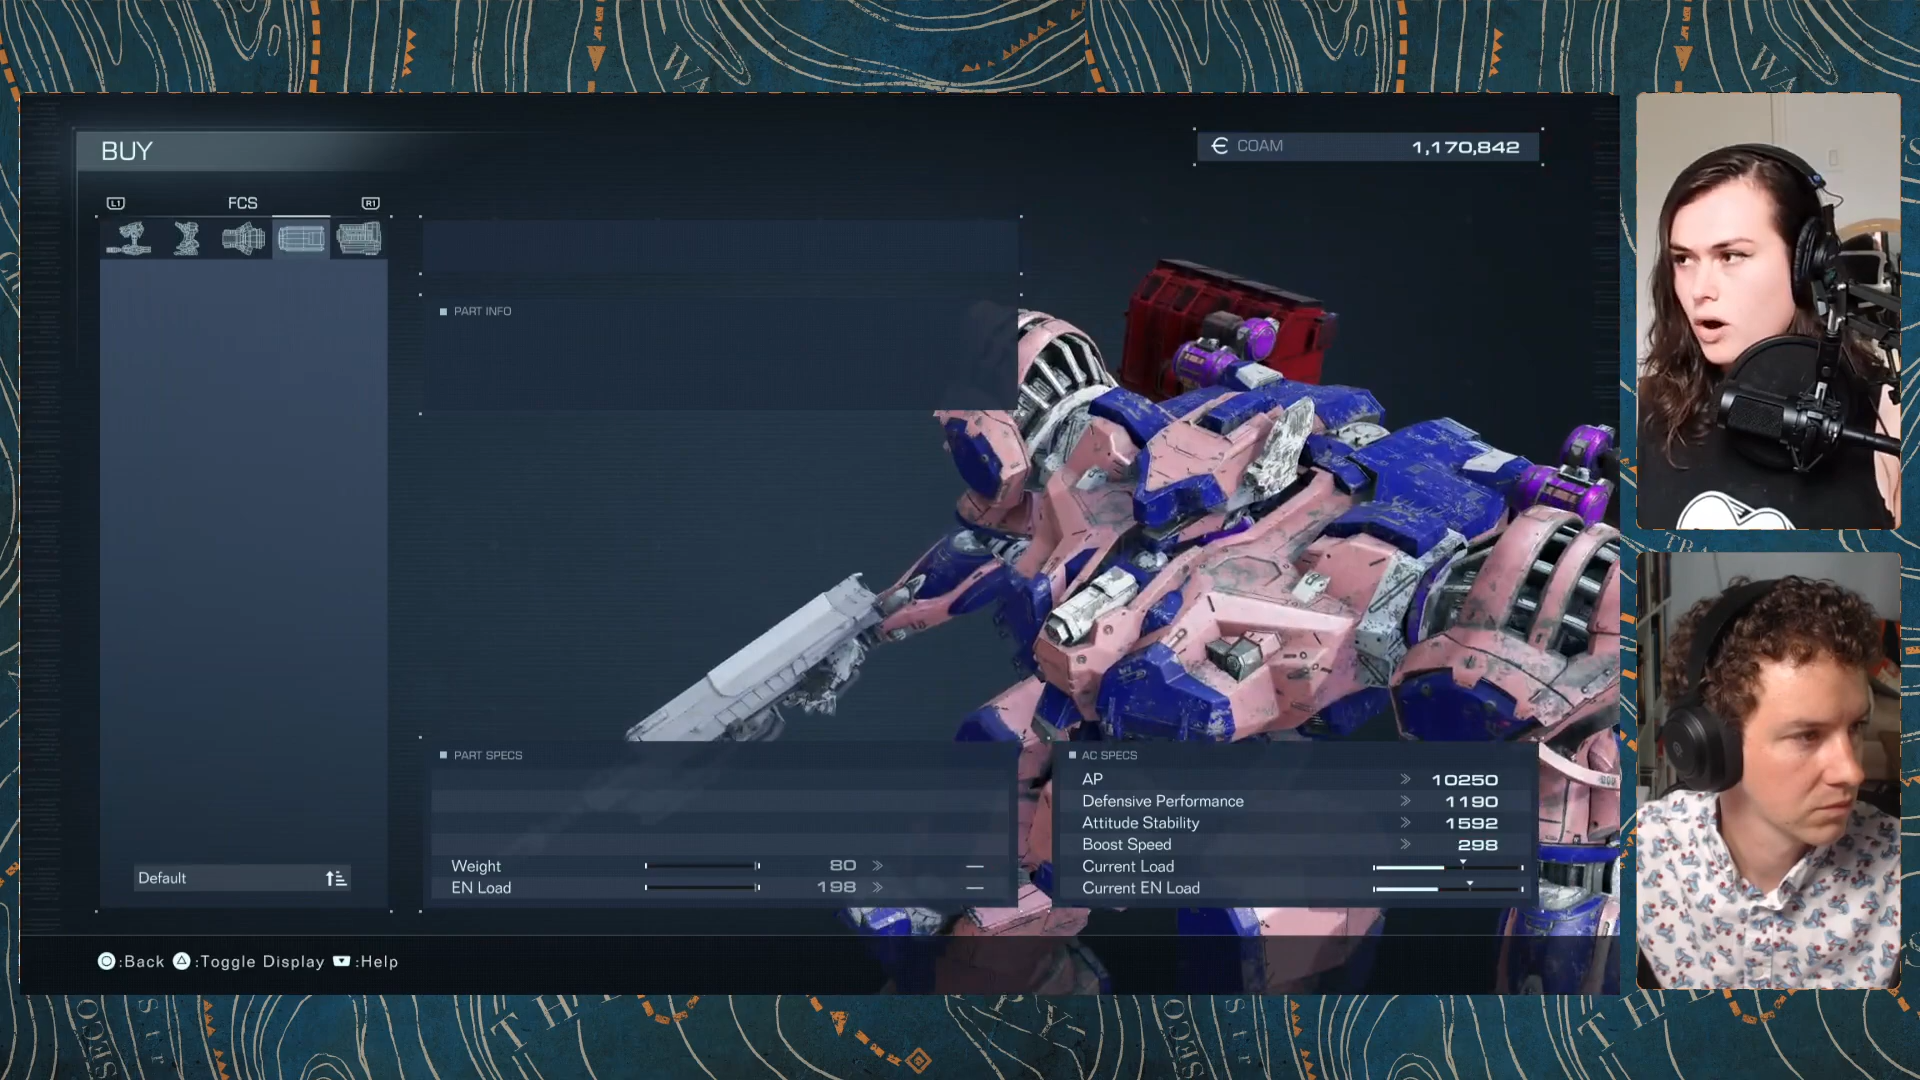 BUY
COAM
1,170,842
L1
FCS
R1
PART INFO
PART SPECS
Weight 80 —
EN Load 198 —
Default
AC SPECS
AP 10250
Defensive Performance 1190
Attitude Stability 1592
Boost Speed 298
Current Load
Current EN Load
:Back :Toggle Display :Help